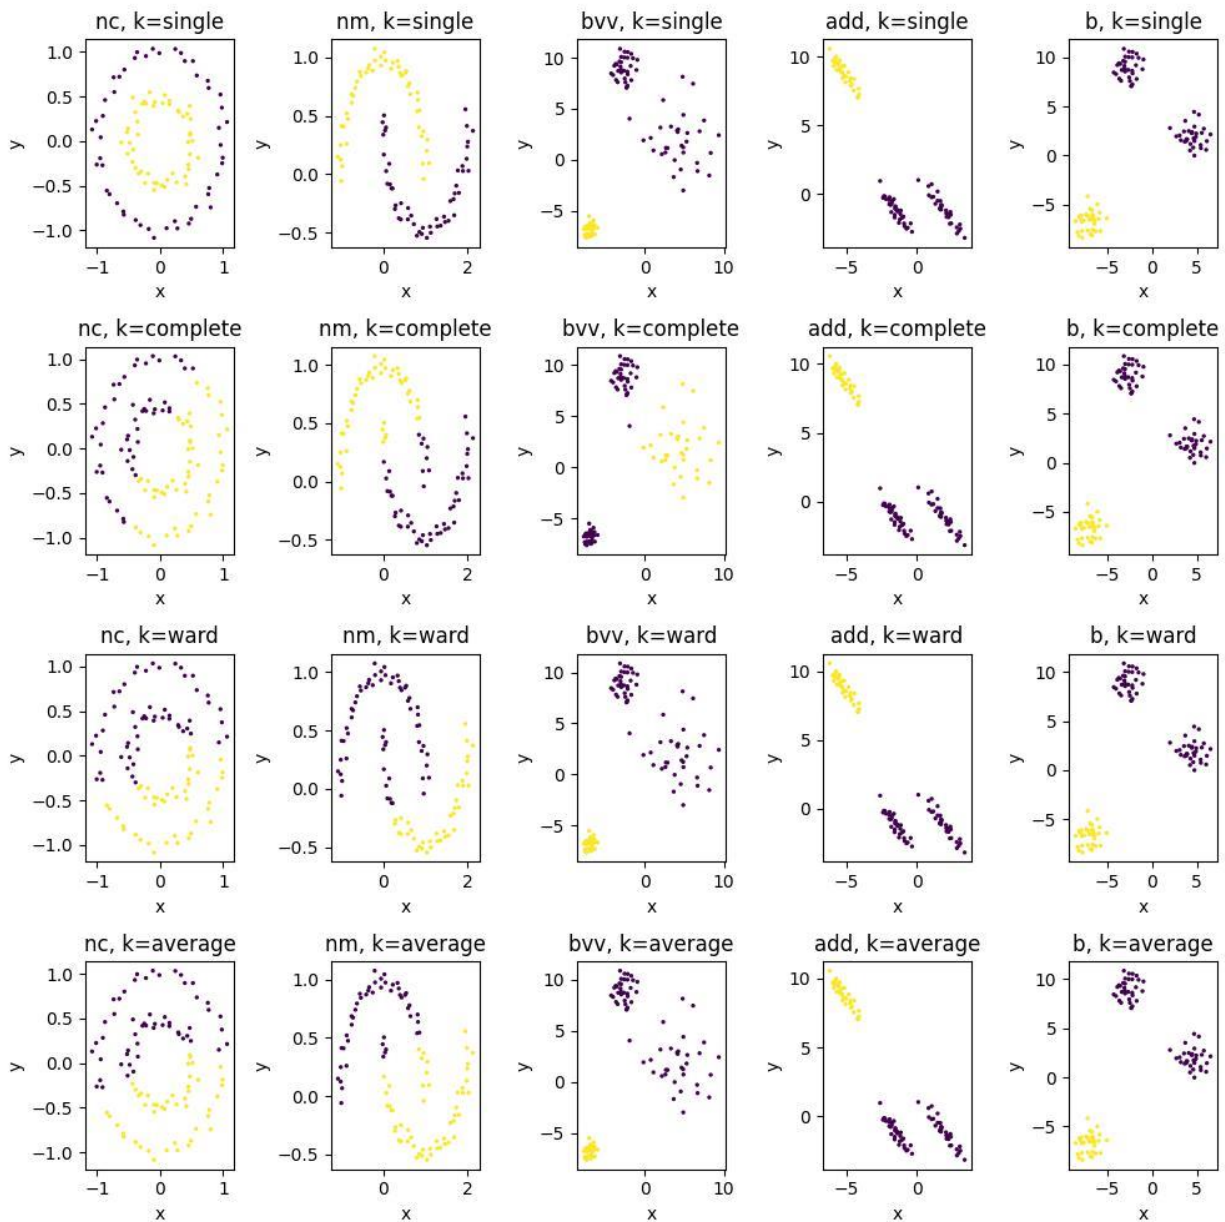 nc, k=single nm, k=single bvv, k=single add, k=single b, k=single
1.0 1.0 10 10 10
0.5 0.5 5 5 5
y 0.0 y 0.0 y 0 y 0 y 0
−0.5 −0.5 −5 −5
−1.0
−1 0 1 0 2 0 10 −5 0 −5 0 5
x x x x x
nc, k=complete nm, k=complete bvv, k=complete add, k=complete b, k=complete
1.0 1.0 10 10 10
0.5 0.5 5 5 5
y 0.0 y 0.0 y 0 y 0 y 0
−0.5 −0.5 −5 −5
−1.0
−1 0 1 0 2 0 10 −5 0 −5 0 5
x x x x x
nc, k=ward nm, k=ward bvv, k=ward add, k=ward b, k=ward
1.0 1.0 10 10 10
0.5 0.5 5 5 5
y 0.0 y 0.0 y 0 y 0 y 0
−0.5 −0.5 −5 −5
−1.0
−1 0 1 0 2 0 10 −5 0 −5 0 5
x x x x x
nc, k=average nm, k=average bvv, k=average add, k=average b, k=average
1.0 1.0 10 10 10
0.5 0.5 5 5 5
y 0.0 y 0.0 y 0 y 0 y 0
−0.5 −0.5 −5 −5
−1.0
−1 0 1 0 2 0 10 −5 0 −5 0 5
x x x x x